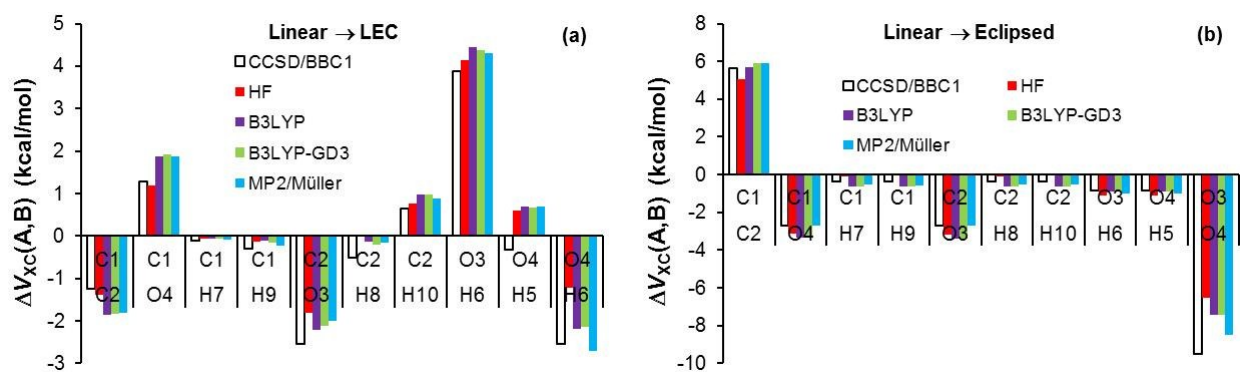 Linear → LEC (a)
ΔVxc(A,B) (kcal/mol)
5
4
3
2
1
0
-1
-2
-3
CCSD/BBC1
HF
B3LYP
B3LYP-GD3
MP2/Müller
C1 C1 C1 C1 C2 C2 C2 O3 O4 O4
C2 O4 H7 H9 O3 H8 H10 H6 H5 H6
Linear → Eclipsed (b)
ΔVxc(A,B) (kcal/mol)
8
6
4
2
0
-2
-4
-6
-8
-10
CCSD/BBC1 HF
B3LYP B3LYP-GD3
MP2/Müller
C1 C1 C1 C1 C2 C2 C2 O3 O4 O3
C2 O4 H7 H9 O3 H8 H10 H6 H5 O4